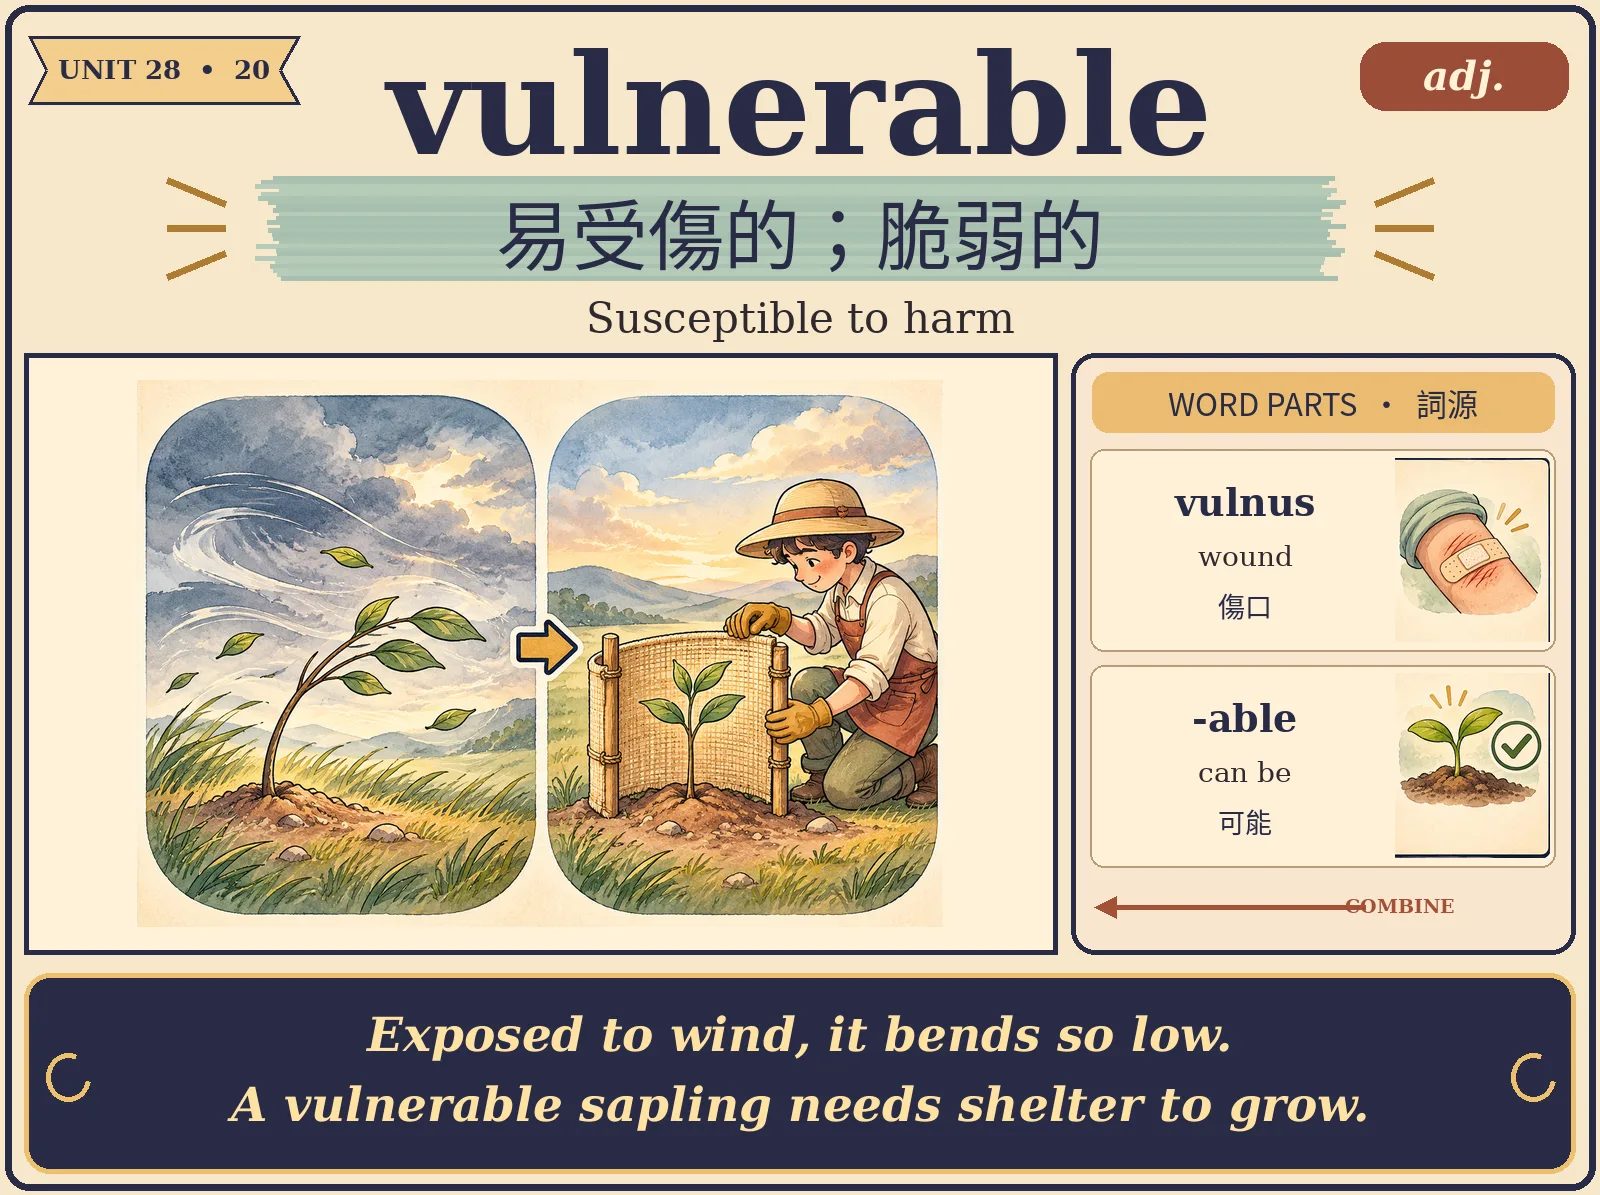 UNIT 28 • 20
vulnerable
adj.
易受傷的；脆弱的
Susceptible to harm
WORD PARTS · 詞源
vulnus
wound
傷口
-able
can be
可能
COMBINE
Exposed to wind, it bends so low.
A vulnerable sapling needs shelter to grow.